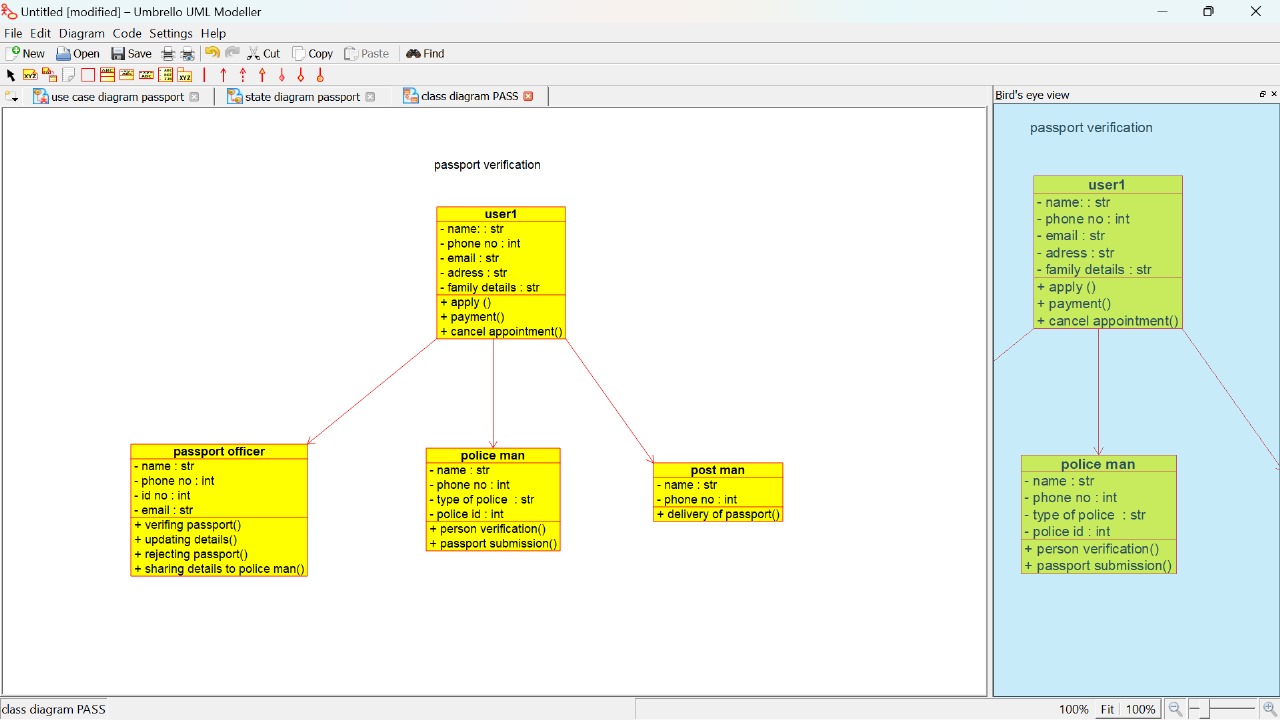 Untitled [modified] – Umbrello UML Modeller
File Edit Diagram Code Settings Help
New Open Save Cut Copy Paste Find
use case diagram passport state diagram passport class diagram PASS
passport verification
user1
- name: : str
- phone no : int
- email : str
- adress : str
- family details : str
+ apply ()
+ payment()
+ cancel appointment()
passport officer
- name : str
- phone no : int
- id no : int
- email : str
+ verifing passport()
+ updating details()
+ rejecting passport()
+ sharing details to police man()
police man
- name : str
- phone no : int
- type of police : str
- police id : int
+ person verification()
+ passport submission()
post man
- name : str
- phone no : int
+ delivery of passport()
Bird's eye view
passport verification
user1
- name: : str
- phone no : int
- email : str
- adress : str
- family details : str
+ apply ()
+ payment()
+ cancel appointment()
police man
- name : str
- phone no : int
- type of police : str
- police id : int
+ person verification()
+ passport submission()
class diagram PASS
100% Fit 100%